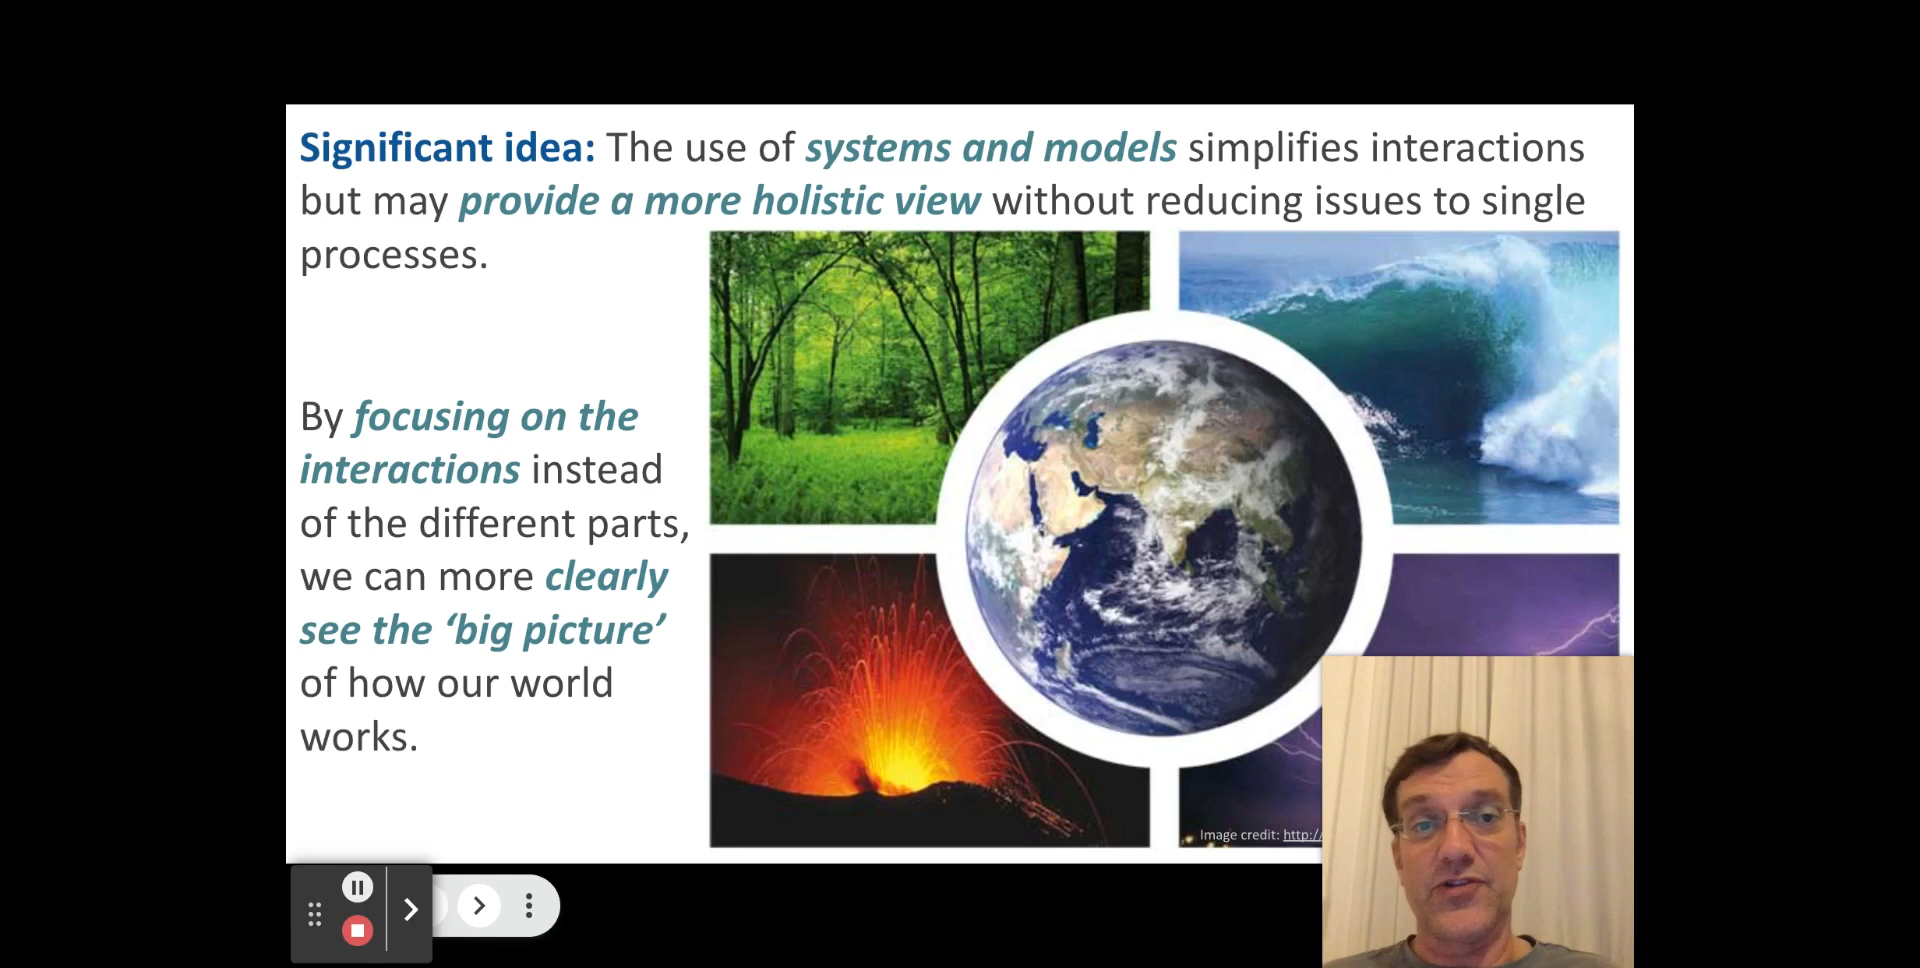 Significant idea: The use of systems and models simplifies interactions
but may provide a more holistic view without reducing issues to single
processes.
By focusing on the
interactions instead
of the different parts,
we can more clearly
see the ‘big picture’
of how our world
works.
Image credit: http://